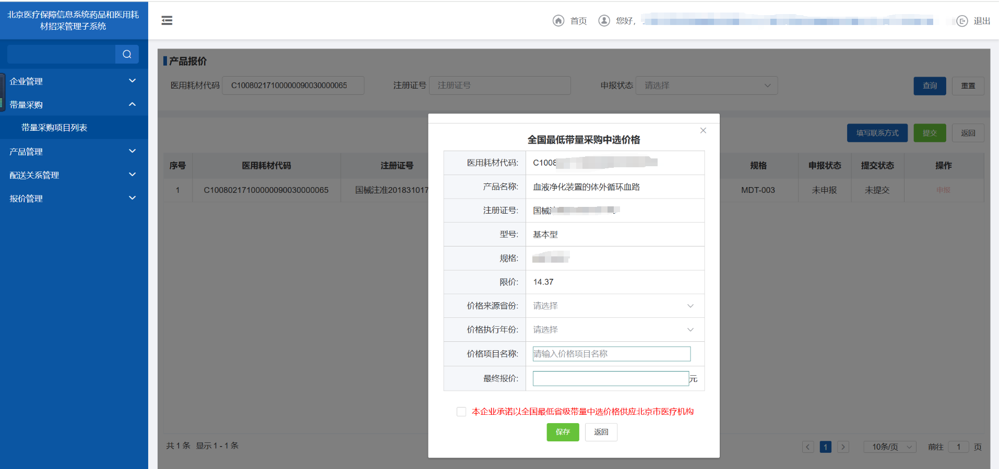 北京医疗保障信息系统药品和医用耗
材招采管理子系统
首页
您好,
退出
企业管理
带量采购
带量采购项目列表
产品管理
配送关系管理
报价管理
产品报价
医用耗材代码 C10080217100000090030000065 注册证号 注册证号 申报状态 请选择 查询 重置
填写联系方式 提交 返回
序号 医用耗材代码 注册证号 规格 申报状态 提交状态 操作
1 C10080217100000090030000065 国械注准201831017 MDT-003 未申报 未提交 申报
全国最低带量采购中选价格
医用耗材代码: C1008
产品名称: 血液净化装置的体外循环血路
注册证号: 国械
型号: 基本型
规格:
限价: 14.37
价格来源省份: 请选择
价格执行年份: 请选择
价格项目名称: 请输入价格项目名称
最终报价: 元
本企业承诺以全国最低省级带量中选价格供应北京市医疗机构
保存 返回
共 1 条 显示 1 - 1 条
1 10条/页 前往 1 页